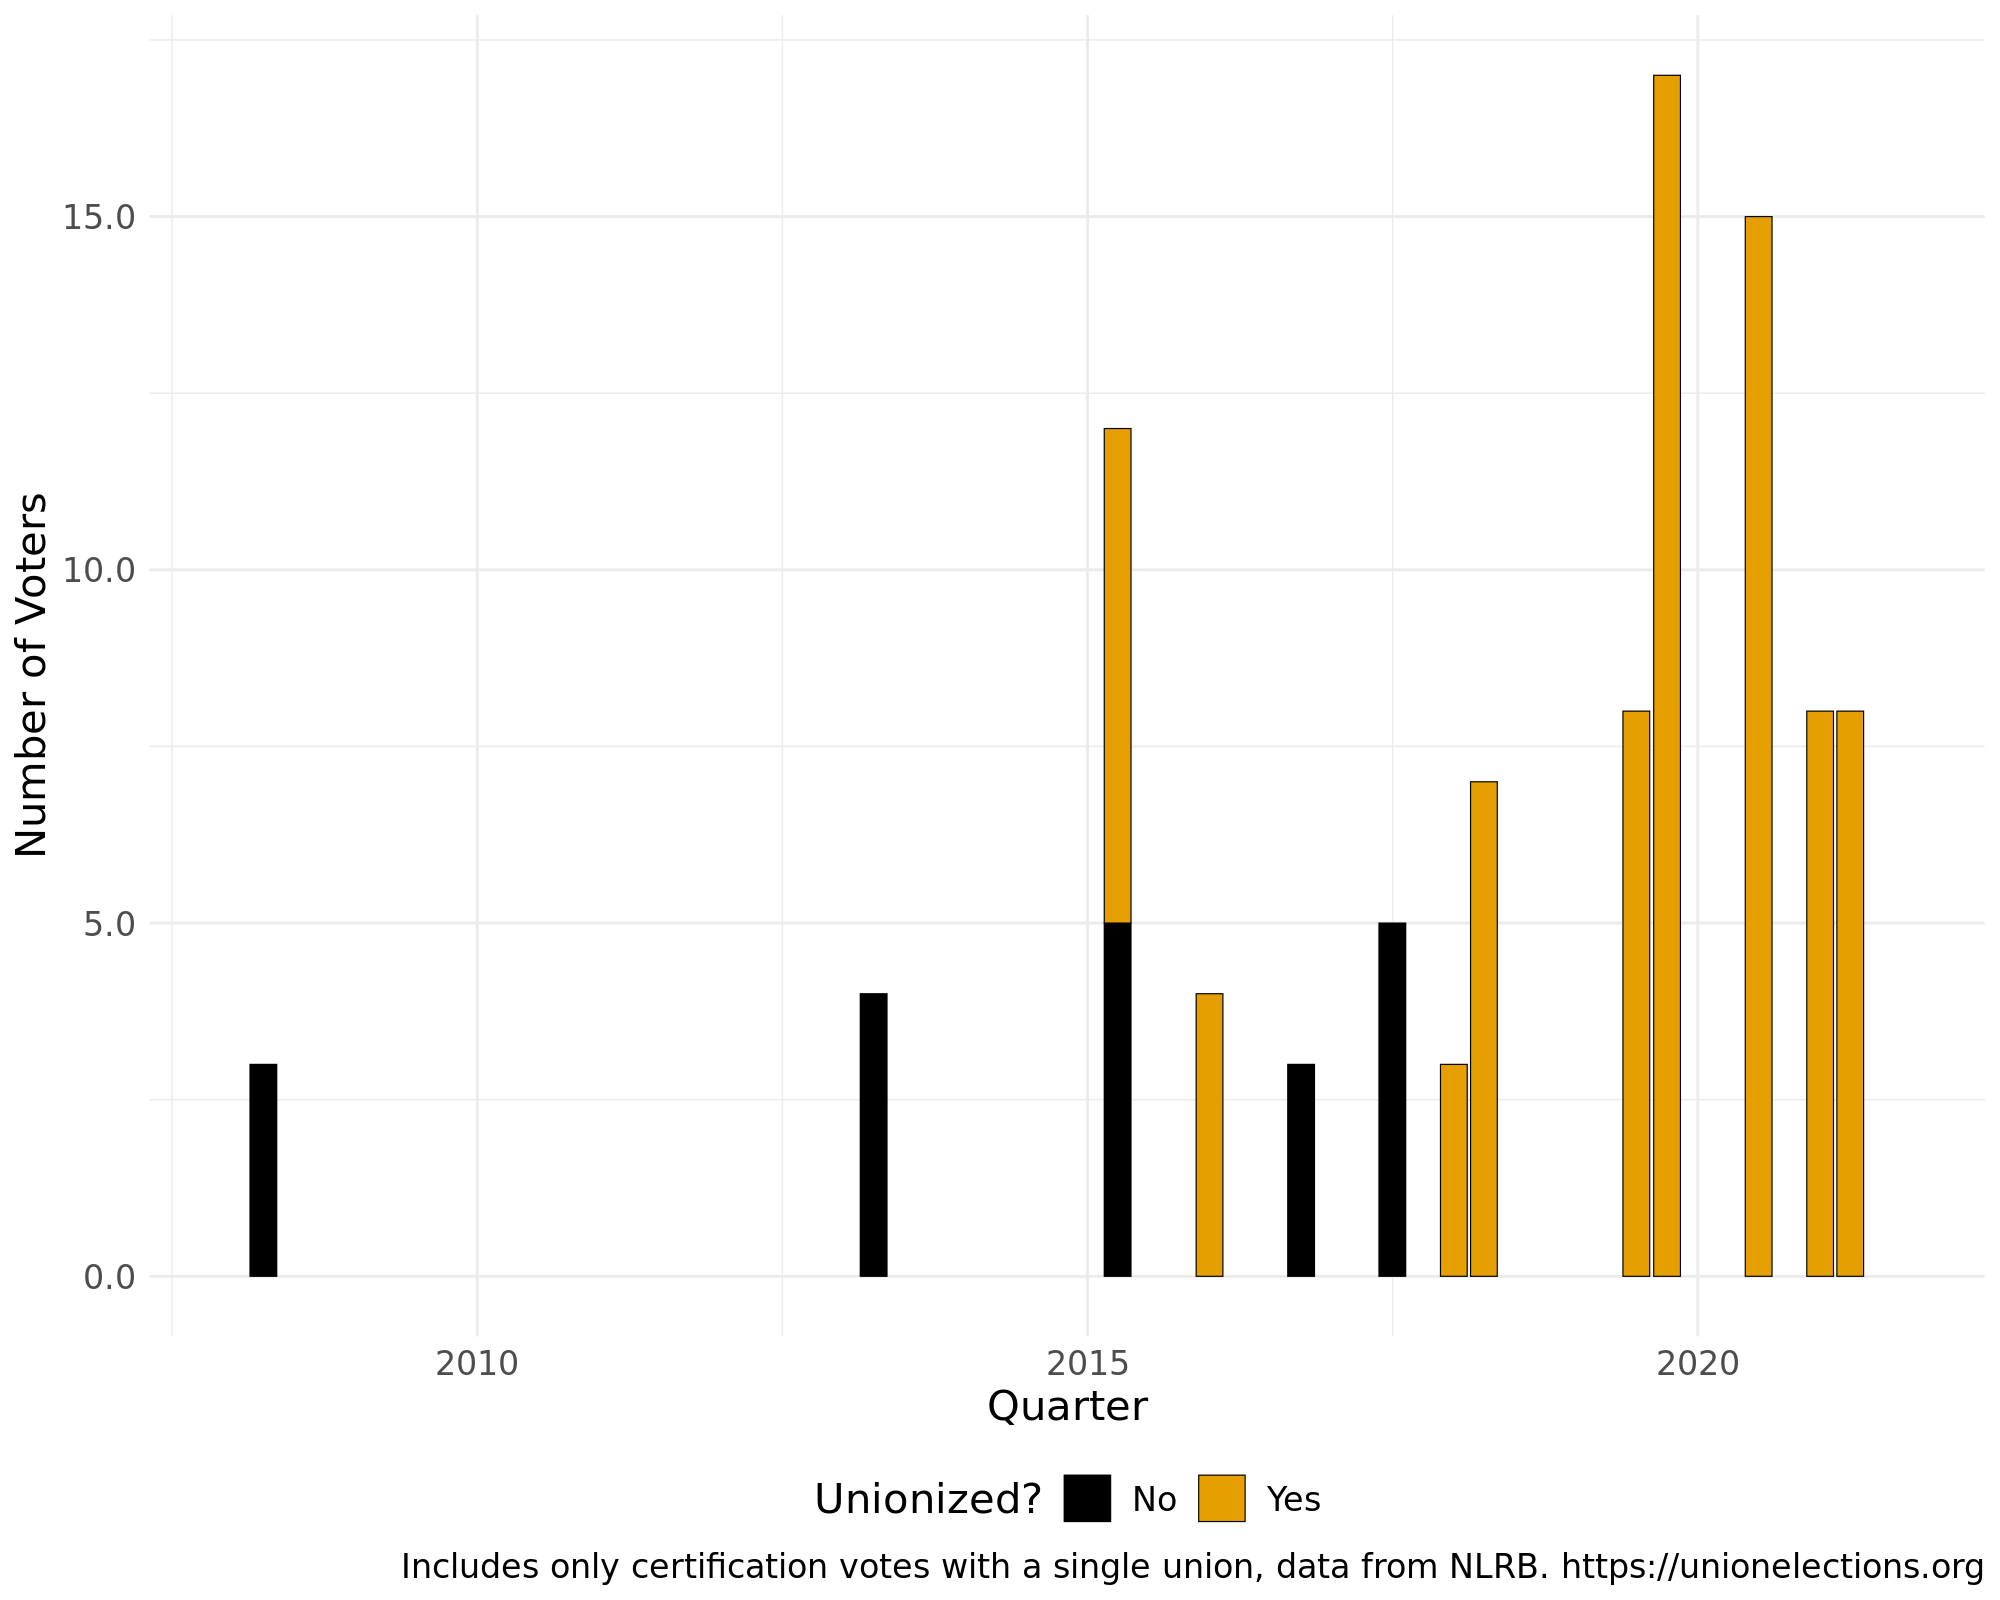 15.0
10.0
5.0
0.0
Number of Voters
2010 2015 2020
Quarter
Unionized? No Yes
Includes only certification votes with a single union, data from NLRB. https://unionelections.org